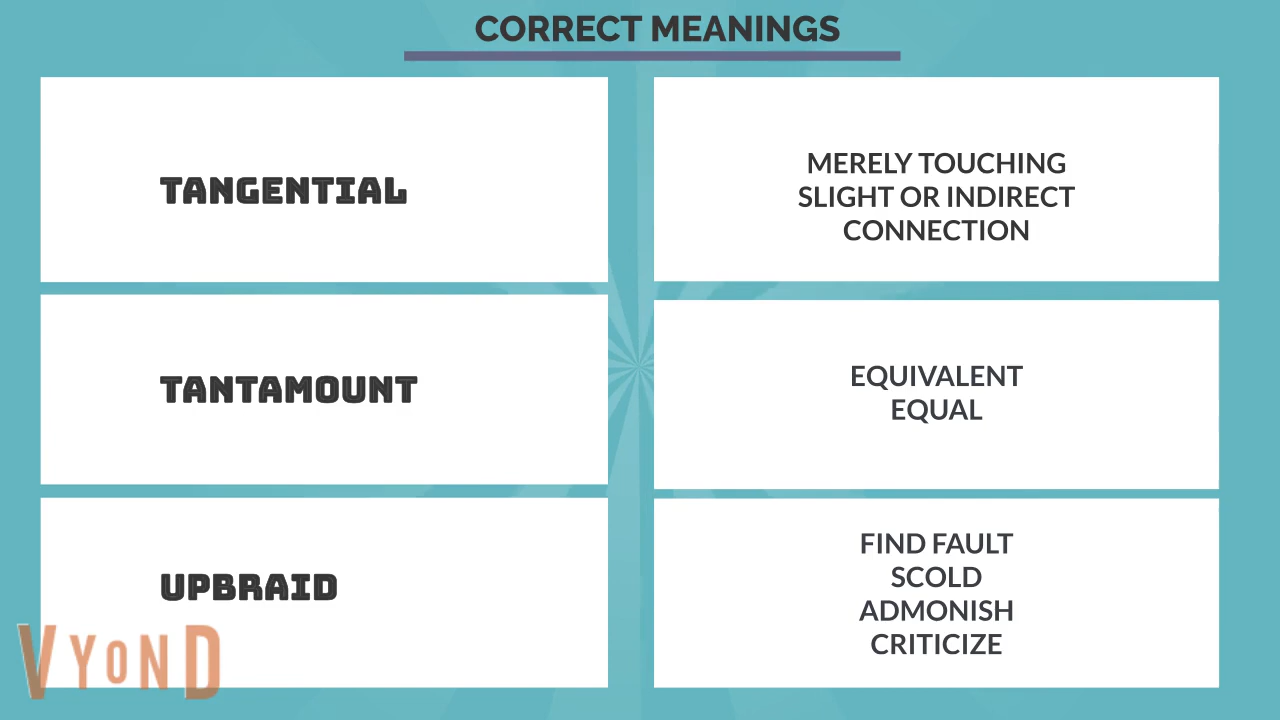 CORRECT MEANINGS
TANGENTIAL
MERELY TOUCHING
SLIGHT OR INDIRECT
CONNECTION
TANTAMOUNT
EQUIVALENT
EQUAL
UPBRAID
FIND FAULT
SCOLD
ADMONISH
CRITICIZE
VYOND